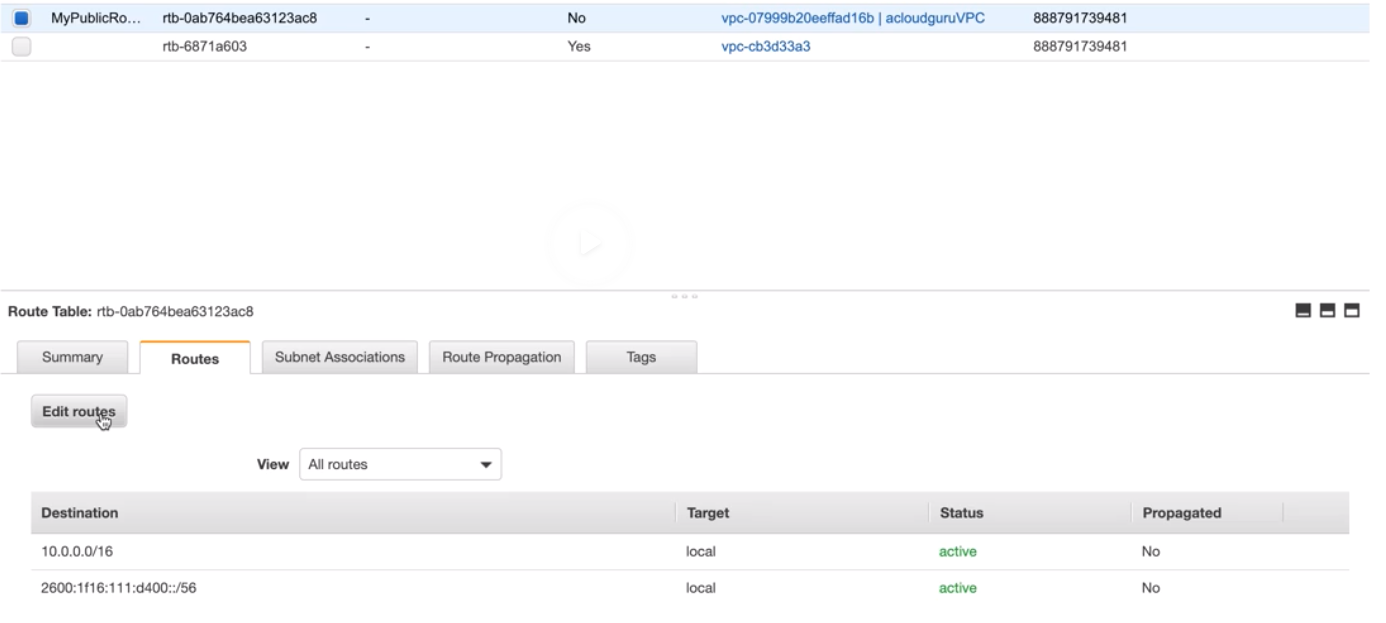 MyPublicRo... rtb-0ab764bea63123ac8 - No vpc-07999b20eeffad16b | acloudguruVPC 888791739481
rtb-6871a603 - Yes vpc-cb3d33a3 888791739481
Route Table: rtb-0ab764bea63123ac8
Summary Routes Subnet Associations Route Propagation Tags
Edit routes
View All routes
Destination Target Status Propagated
10.0.0.0/16 local active No
2600:1f16:111:d400::/56 local active No